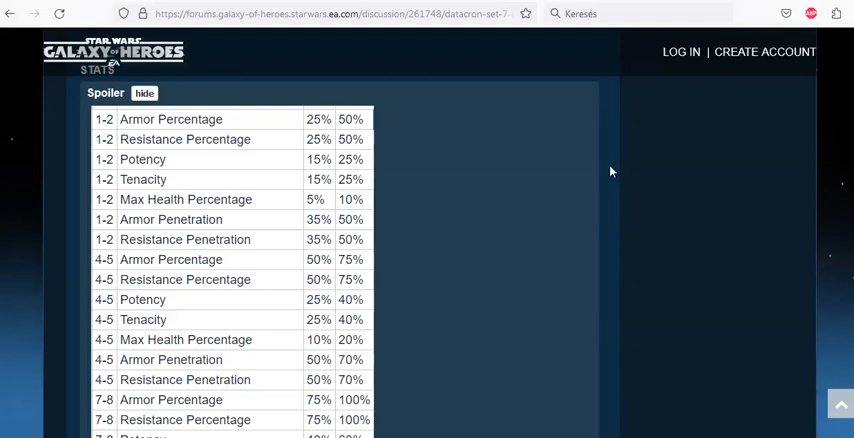 https://forums.galaxy-of-heroes.starwars.ea.com/discussion/261748/datacron-set-7-
Keresés
ABP
STAR WARS
GALAXY OF HEROES
EA
LOG IN | CREATE ACCOUNT
STATS
Spoiler hide
1-2 Armor Percentage 25% 50%
1-2 Resistance Percentage 25% 50%
1-2 Potency 15% 25%
1-2 Tenacity 15% 25%
1-2 Max Health Percentage 5% 10%
1-2 Armor Penetration 35% 50%
1-2 Resistance Penetration 35% 50%
4-5 Armor Percentage 50% 75%
4-5 Resistance Percentage 50% 75%
4-5 Potency 25% 40%
4-5 Tenacity 25% 40%
4-5 Max Health Percentage 10% 20%
4-5 Armor Penetration 50% 70%
4-5 Resistance Penetration 50% 70%
7-8 Armor Percentage 75% 100%
7-8 Resistance Percentage 75% 100%
7-8 Potency